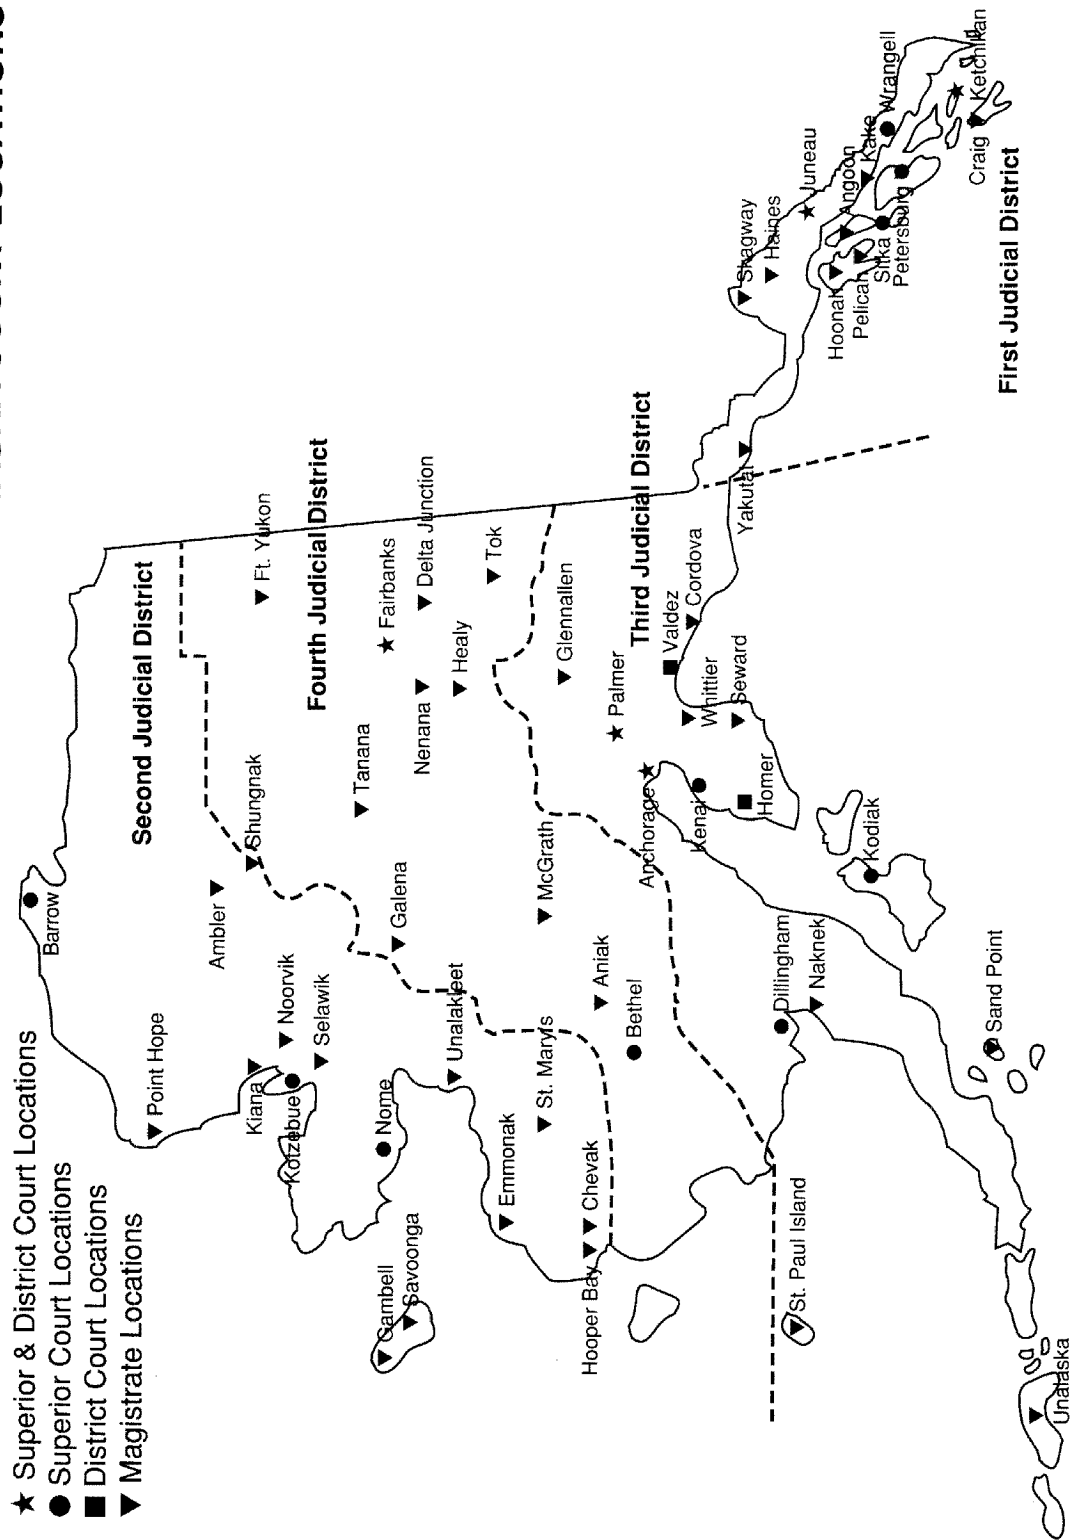 ★ Superior & District Court Locations
● Superior Court Locations
■ District Court Locations
▼ Magistrate Locations
Barrow
Point Hope
Second Judicial District
Ambler
Shungnak
Kiana
Noorvik
Kotzebue
Selawik
Ft. Yukon
Fourth Judicial District
Tanana
Fairbanks
Nome
Gambell
Savoonga
Galena
Nenana
Delta Junction
Unalakleet
Healy
Tok
Emmonak
St. Marys
McGrath
Glennallen
Hooper Bay
Chevak
Aniak
Bethel
Palmer
Third Judicial District
Anchorage
Valdez
Cordova
Kenai
Whittier
Seward
Homer
Yakutat
Skagway
Haines
Juneau
Hoonah
Angoon
Pelican
Kake
Sitka
Petersburg
Wrangell
Craig
Ketchikan
First Judicial District
Dillingham
Naknek
Kodiak
St. Paul Island
Sand Point
Unalaska